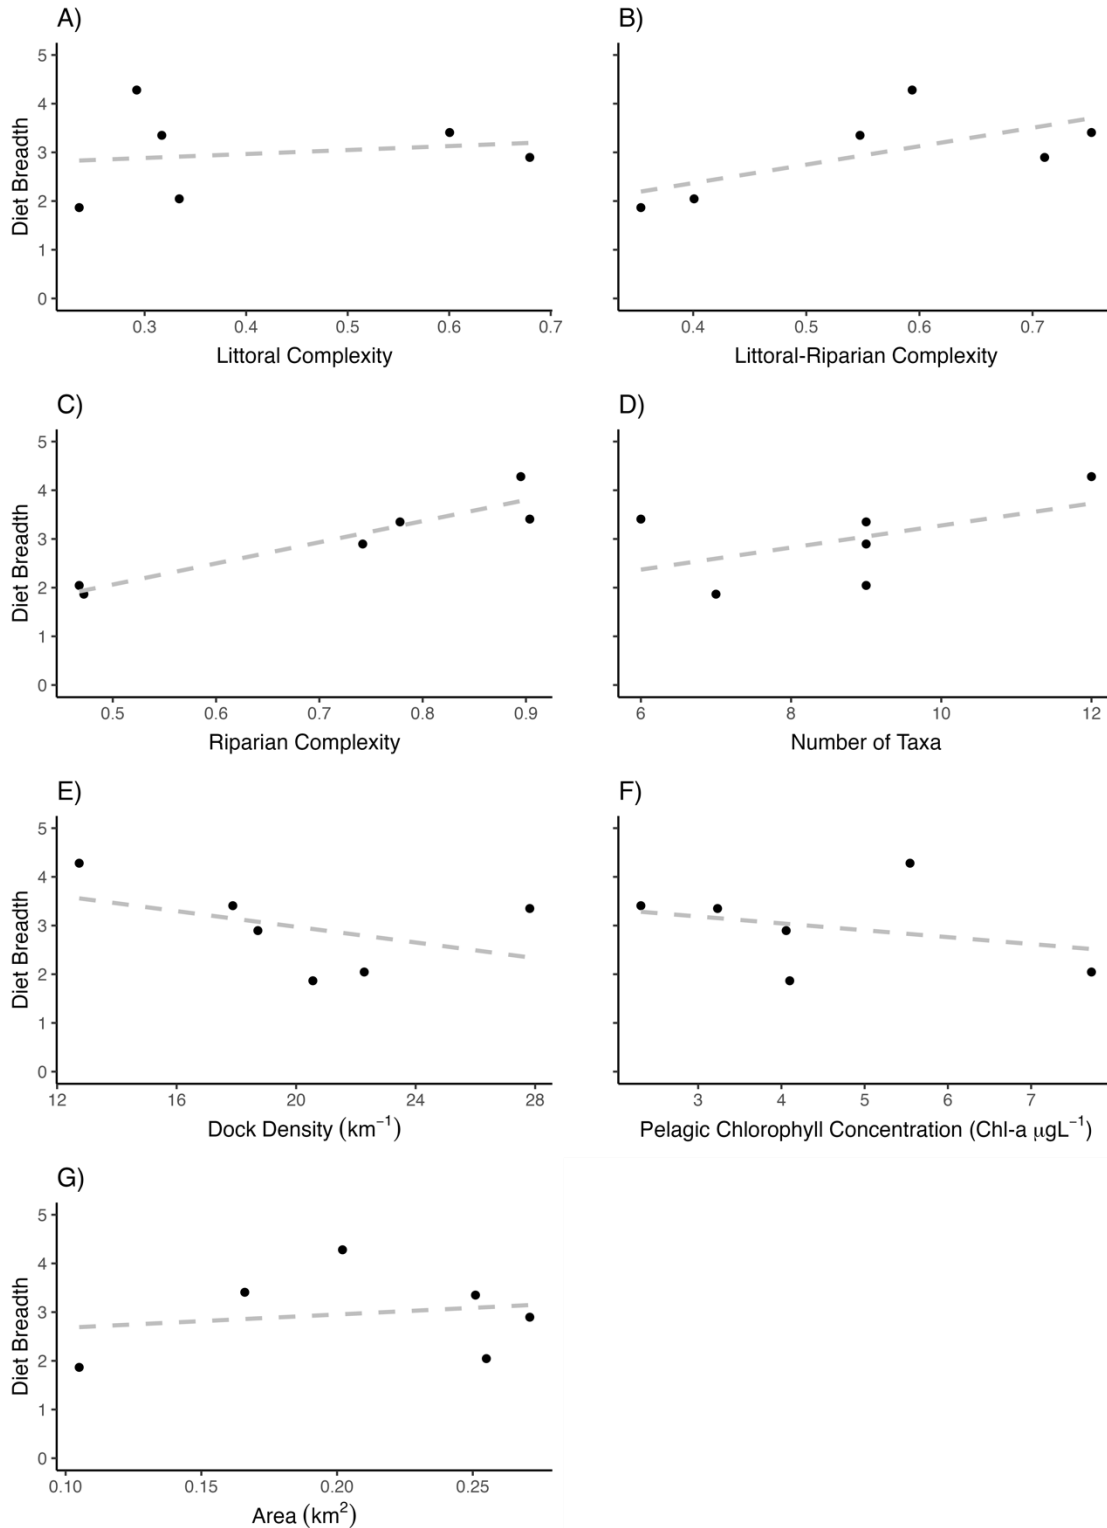 A)
B)
5
4
3
2
1
0
Diet Breadth
0.3 0.4 0.5 0.6 0.7
Littoral Complexity
0.4 0.5 0.6 0.7
Littoral-Riparian Complexity
C)
D)
5
4
3
2
1
0
Diet Breadth
0.5 0.6 0.7 0.8 0.9
Riparian Complexity
6 8 10 12
Number of Taxa
E)
F)
5
4
3
2
1
0
Diet Breadth
12 16 20 24 28
Dock Density (km⁻¹)
3 4 5 6 7
Pelagic Chlorophyll Concentration (Chl-a μgL⁻¹)
G)
5
4
3
2
1
0
Diet Breadth
0.10 0.15 0.20 0.25
Area (km²)